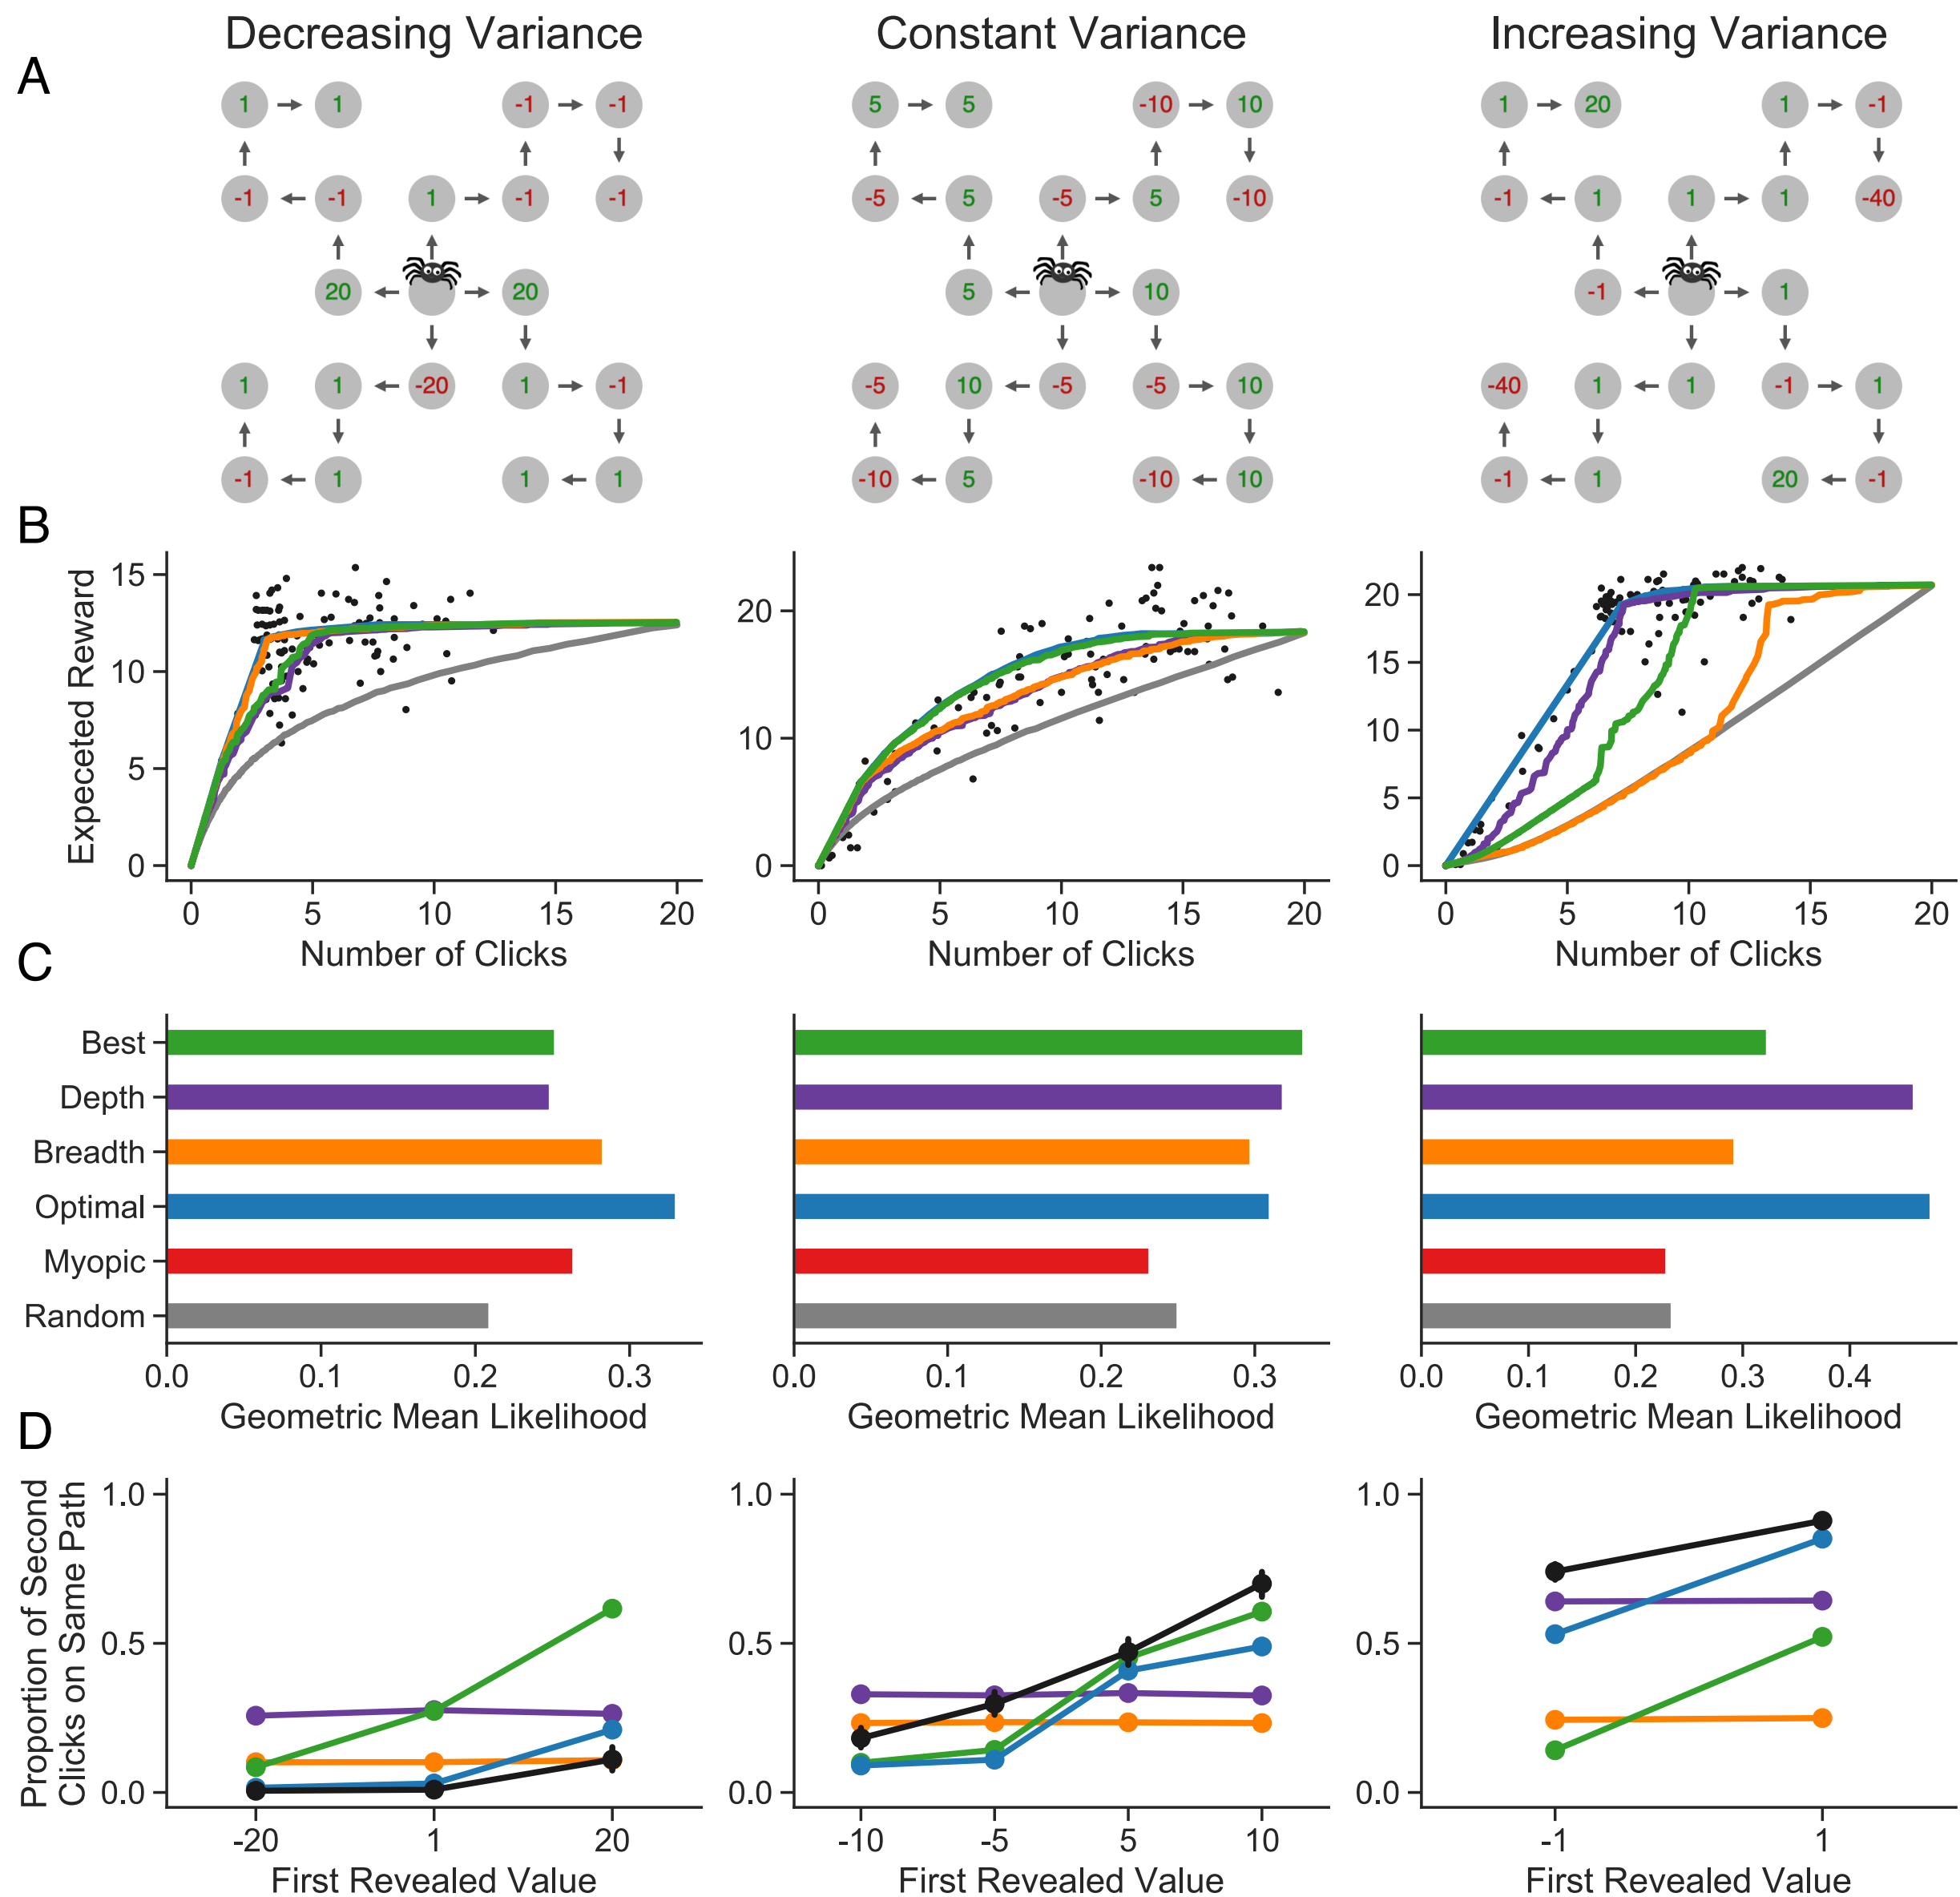 Decreasing Variance Constant Variance Increasing Variance
A
1 1 -1 -1 5 5 -10 10 1 20 1 -1
-1 -1 1 -1 -1 -5 5 -5 5 -10 -1 1 1 1 -40
20 20 5 10 -1 1
1 1 -20 1 -1 -5 10 -5 -5 10 -40 1 1 -1 1
-1 1 1 1 -10 5 -10 10 -1 1 20 -1
B
Expeceted Reward
15
10
5
0
0 5 10 15 20
Number of Clicks
20
10
0
0 5 10 15 20
Number of Clicks
20
15
10
5
0
0 5 10 15 20
Number of Clicks
C
Best
Depth
Breadth
Optimal
Myopic
Random
0.0 0.1 0.2 0.3
Geometric Mean Likelihood
0.0 0.1 0.2 0.3
Geometric Mean Likelihood
0.0 0.1 0.2 0.3 0.4
Geometric Mean Likelihood
D
Proportion of Second
Clicks on Same Path
1.0
0.5
0.0
-20 1 20
First Revealed Value
1.0
0.5
0.0
-10 -5 5 10
First Revealed Value
1.0
0.5
0.0
-1 1
First Revealed Value